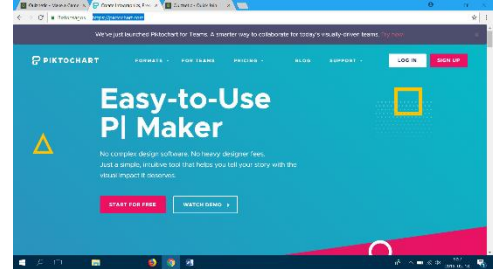 https://piktochart.com
We've just launched Piktochart for Teams. A smarter way to collaborate for today's visually-driven teams.
PIKTOCHART
FORMATS
FOR TEAMS
PRICING
BLOG
SUPPORT
LOG IN
SIGN UP
Easy-to-Use
P| Maker
No complex design software. No heavy designer fees.
Just a simple, intuitive tool that helps you tell your story with the
visual impact it deserves.
START FOR FREE
WATCH DEMO